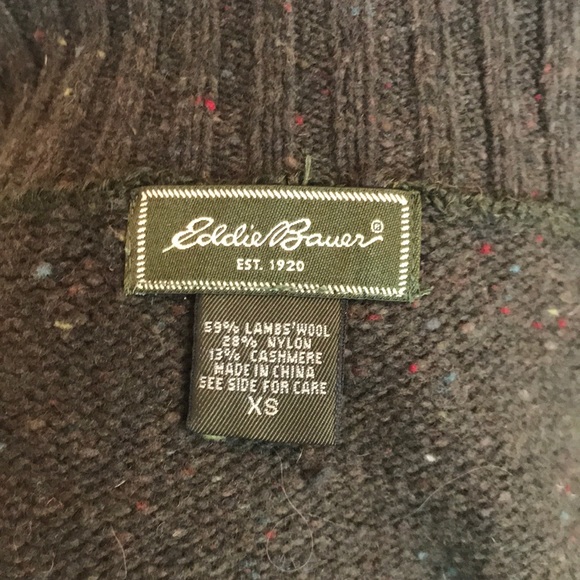 Eddie Bauer®
EST. 1920
59% LAMBS' WOOL
28% NYLON
13% CASHMERE
MADE IN CHINA
SEE SIDE FOR CARE
XS